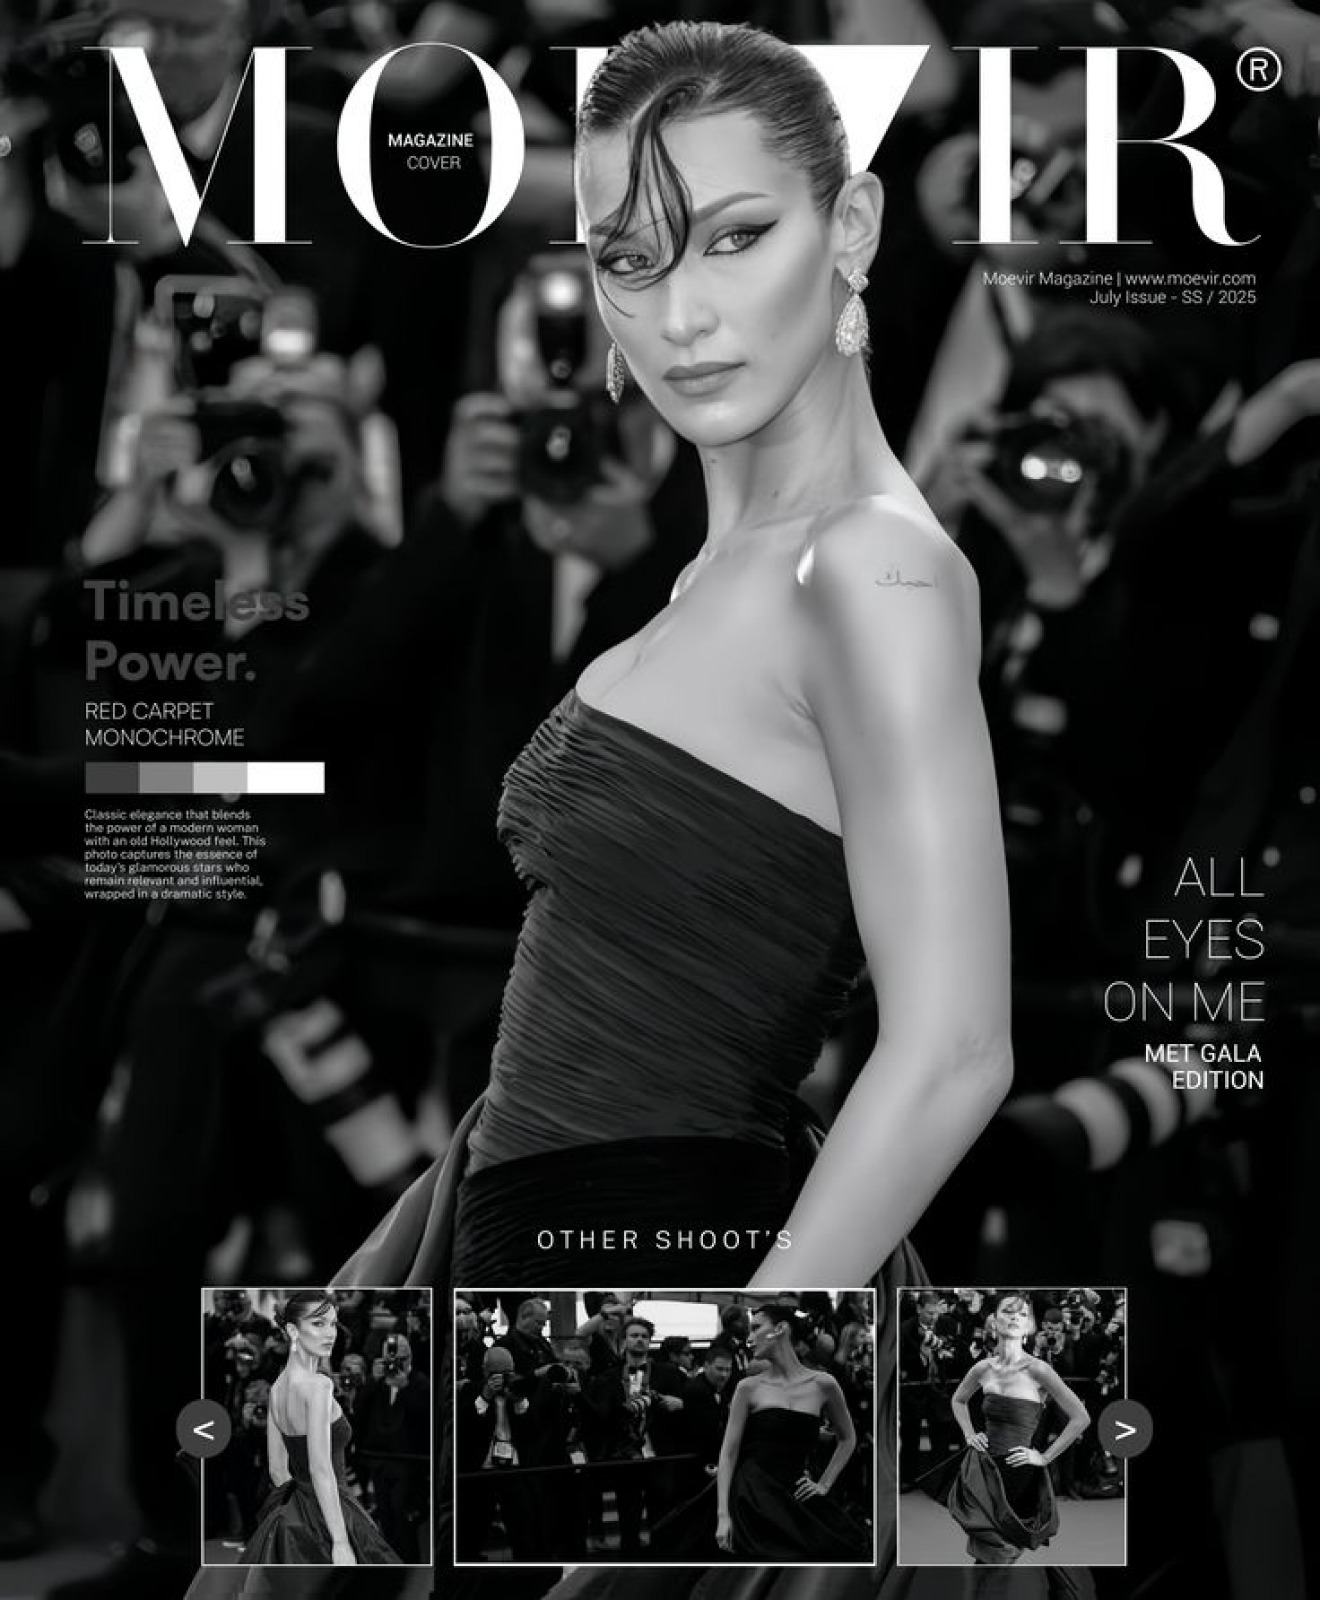 MOEVIR®
MAGAZINE
COVER
Moevir Magazine | www.moevir.com
July Issue - SS / 2025
Timeless
Power.
RED CARPET
MONOCHROME
Classic elegance that blends
the power of a modern woman
with an old Hollywood feel. This
photo captures the essence of
today's glamorous stars who
remain relevant and influential,
wrapped in a dramatic style.
ALL
EYES
ON ME
MET GALA
EDITION
OTHER SHOOT'S
<
>